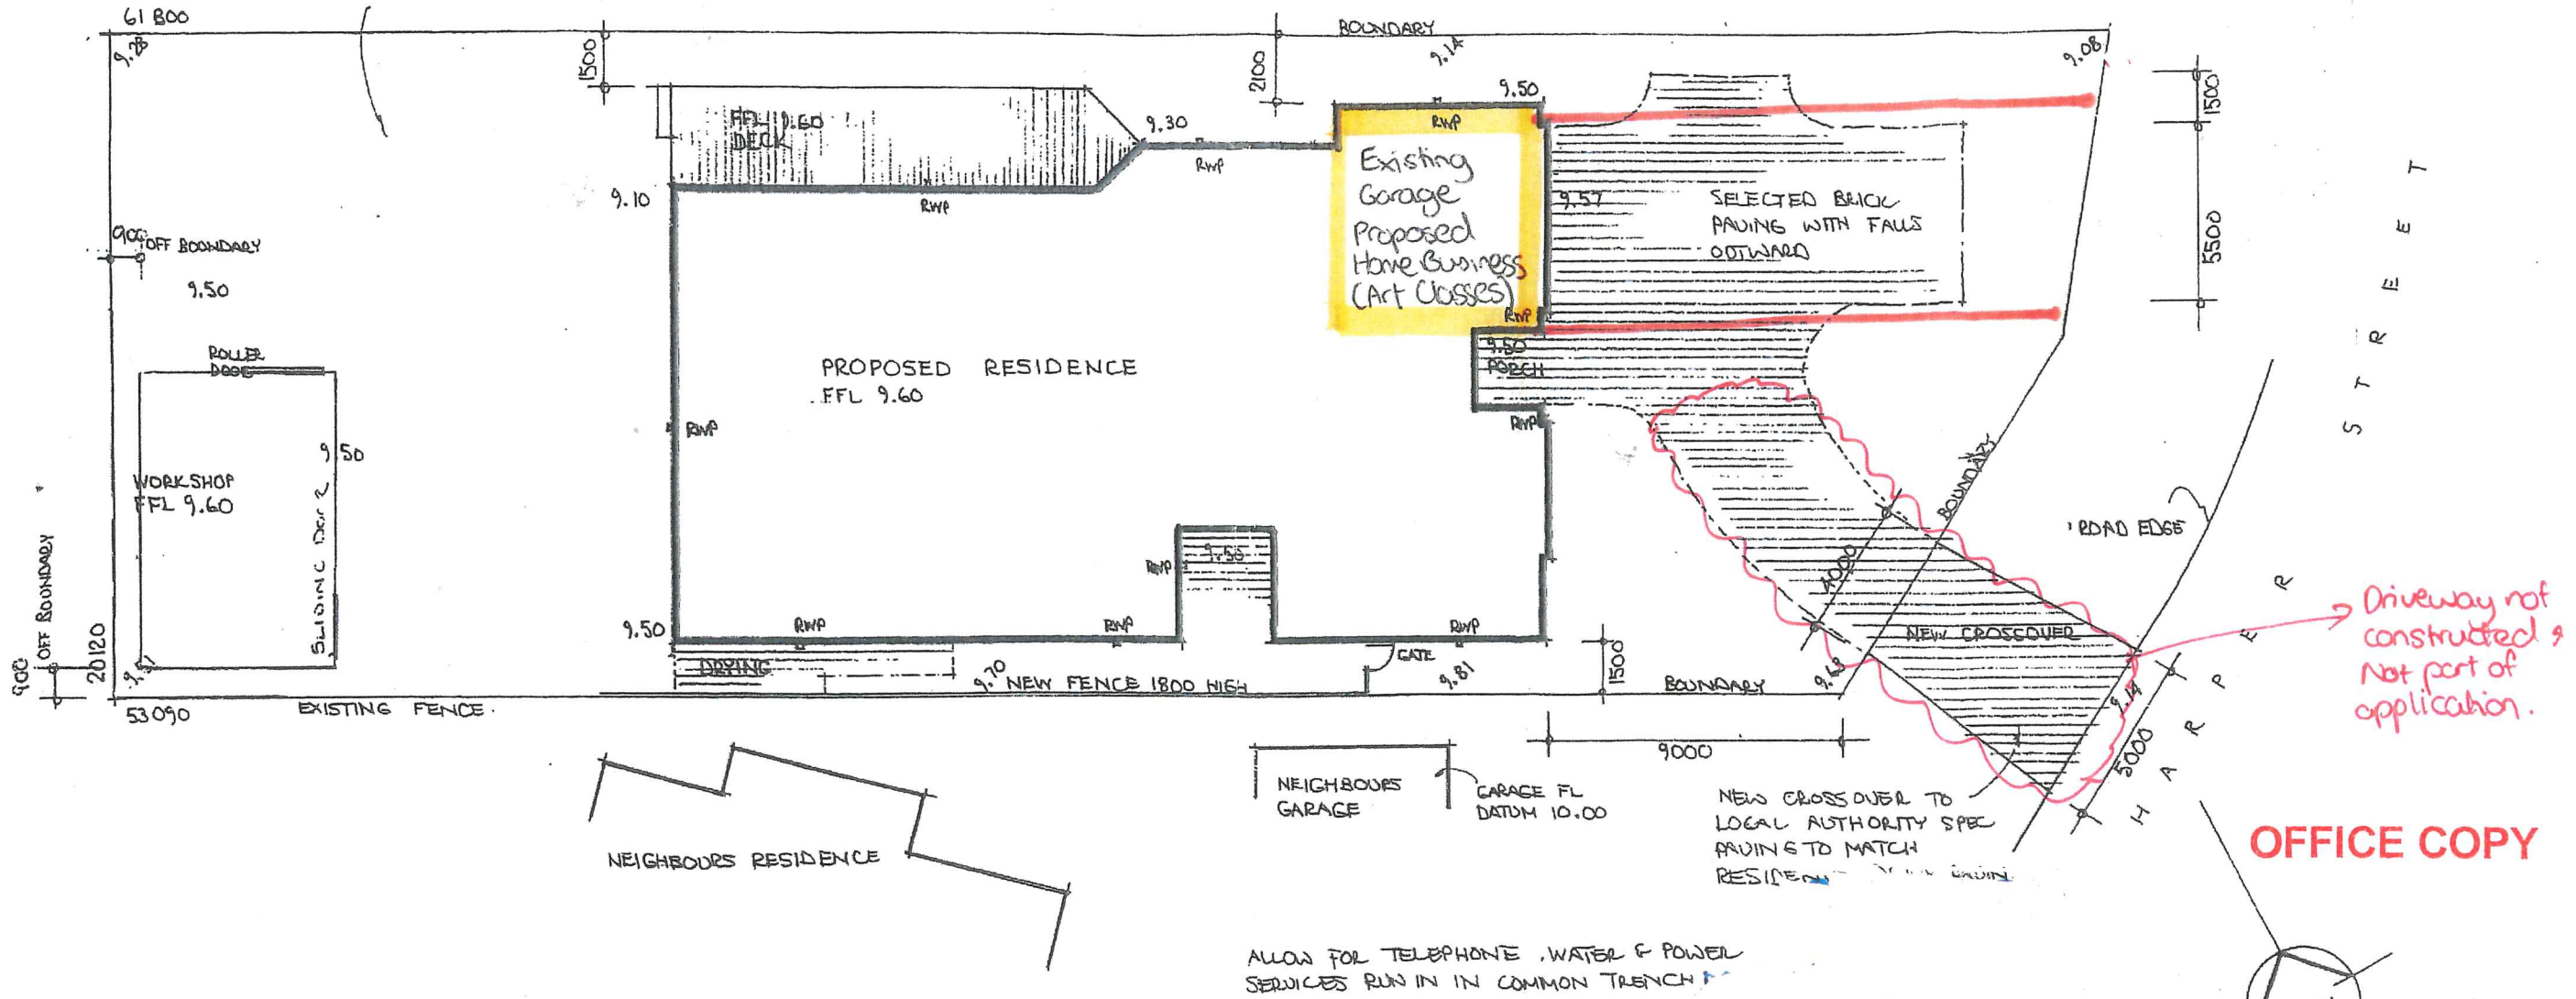 61 800
BOUNDARY
9.14
9.08
1500
2100
1500
9.50
RWP
FFL 9.60
DECK
9.30
RWP
9.10
RWP
Existing
Garage
Proposed
Home Business
(Art Classes)
RWP
9.57
SELECTED BRICK
PAVING WITH FALLS
OUTWARD
5500
900 OFF BOUNDARY
9.50
ROLLER
DOOR
9.50
PORCH
RWP
PROPOSED RESIDENCE
FFL 9.60
RWP
9.50
WORKSHOP
FFL 9.60
SLIDING
BOUNDARY
ROAD EDGE
4000
9.50
RWP
OFF BOUNDARY
900
20120
9.50
RWP
RWP
RWP
NEW CROSSOVER
DRYING
GATE
9.70
NEW FENCE 1800 HIGH
9.81
1500
BOUNDARY
9.63
53090
EXISTING FENCE.
9000
5000
HARPER STREET
Driveway not
constructed &
Not part of
application.
NEIGHBOURS
GARAGE
GARAGE FL
DATUM 10.00
NEIGHBOURS RESIDENCE
NEW CROSSOVER TO
LOCAL AUTHORITY SPEC
PAVING TO MATCH
OFFICE COPY
ALLOW FOR TELEPHONE, WATER & POWER
SERVICES RUN IN IN COMMON TRENCH